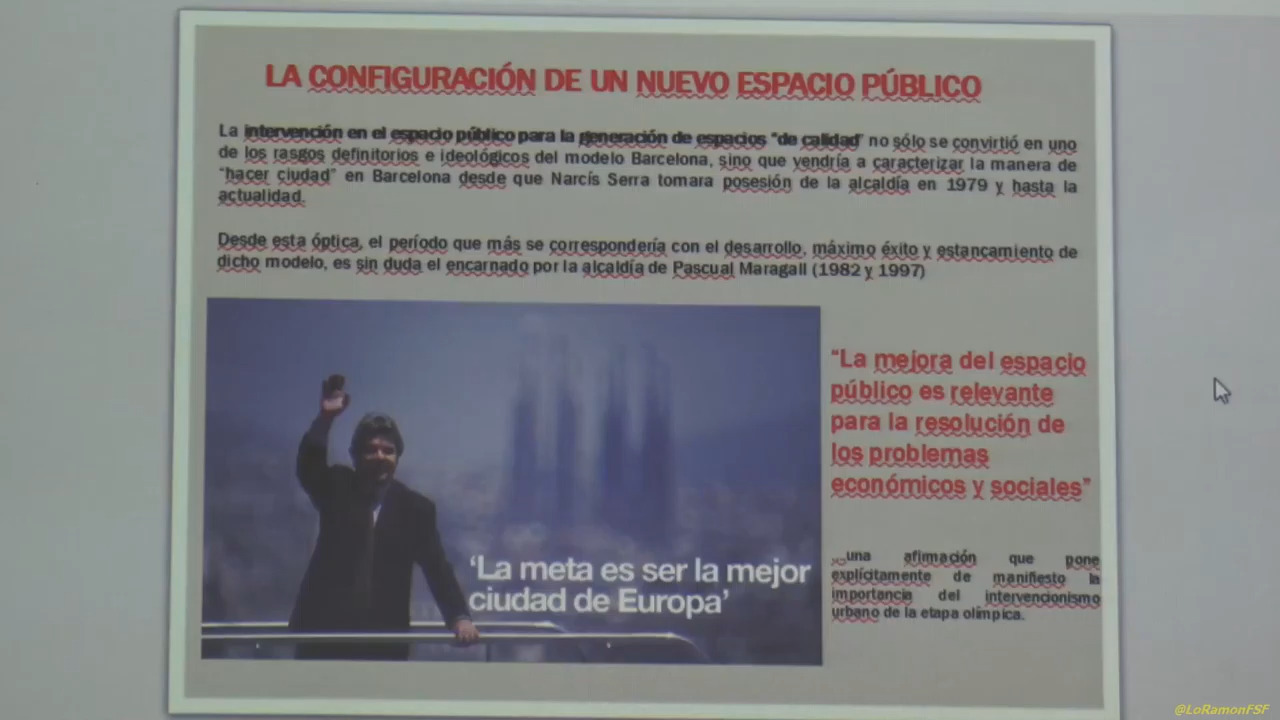 LA CONFIGURACIÓN DE UN NUEVO ESPACIO PÚBLICO
La intervención en el espacio público para la generación de espacios "de calidad" no sólo se convirtió en uno
de los rasgos definitorios e ideológicos del modelo Barcelona, sino que vendría a caracterizar la manera de
"hacer ciudad" en Barcelona desde que Narcís Serra tomara posesión de la alcaldía en 1979 y hasta la
actualidad.
Desde esta óptica, el período que más se correspondería con el desarrollo, máximo éxito y estancamiento de
dicho modelo, es sin duda el encarnado por la alcaldía de Pascual Maragall (1982 y 1997)
"La mejora del espacio
público es relevante
para la resolución de
los problemas
económicos y sociales"
'La meta es ser la mejor
ciudad de Europa'
...una afirmación que pone
explícitamente de manifiesto la
importancia del intervencionismo
urbano de la etapa olímpica.
@LoRamonFSF